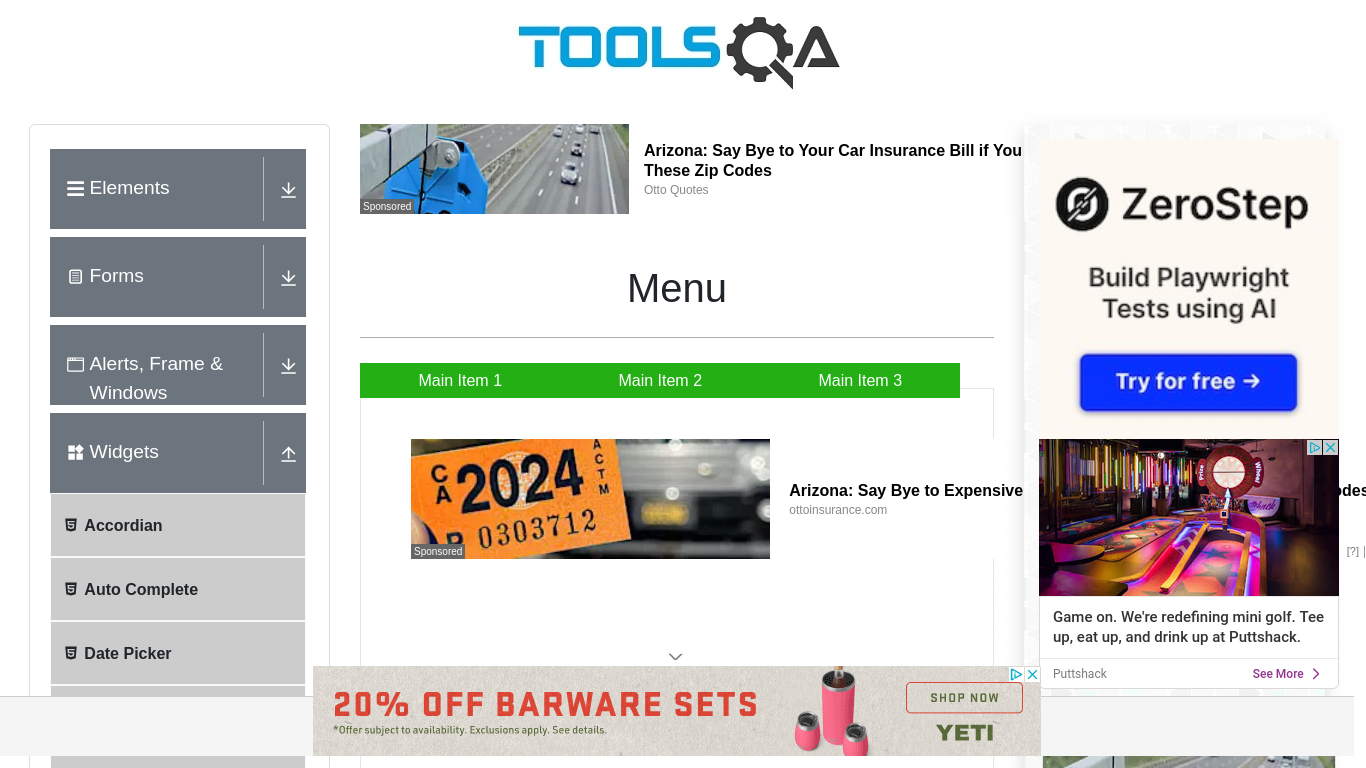 TOOLSQA
Elements
Forms
Alerts, Frame &
Windows
Widgets
Accordian
Auto Complete
Date Picker
Sponsored
Arizona: Say Bye to Your Car Insurance Bill if You
These Zip Codes
Otto Quotes
Menu
Main Item 1
Main Item 2
Main Item 3
CA
2024
ACTM
0303712
Sponsored
Arizona: Say Bye to Expensive
ottoinsurance.com
ZeroStep
Build Playwright
Tests using AI
Try for free →
[?]
Game on. We're redefining mini golf. Tee
up, eat up, and drink up at Puttshack.
Puttshack
See More
20% OFF BARWARE SETS
*Offer subject to availability. Exclusions apply. See details.
SHOP NOW
YETI